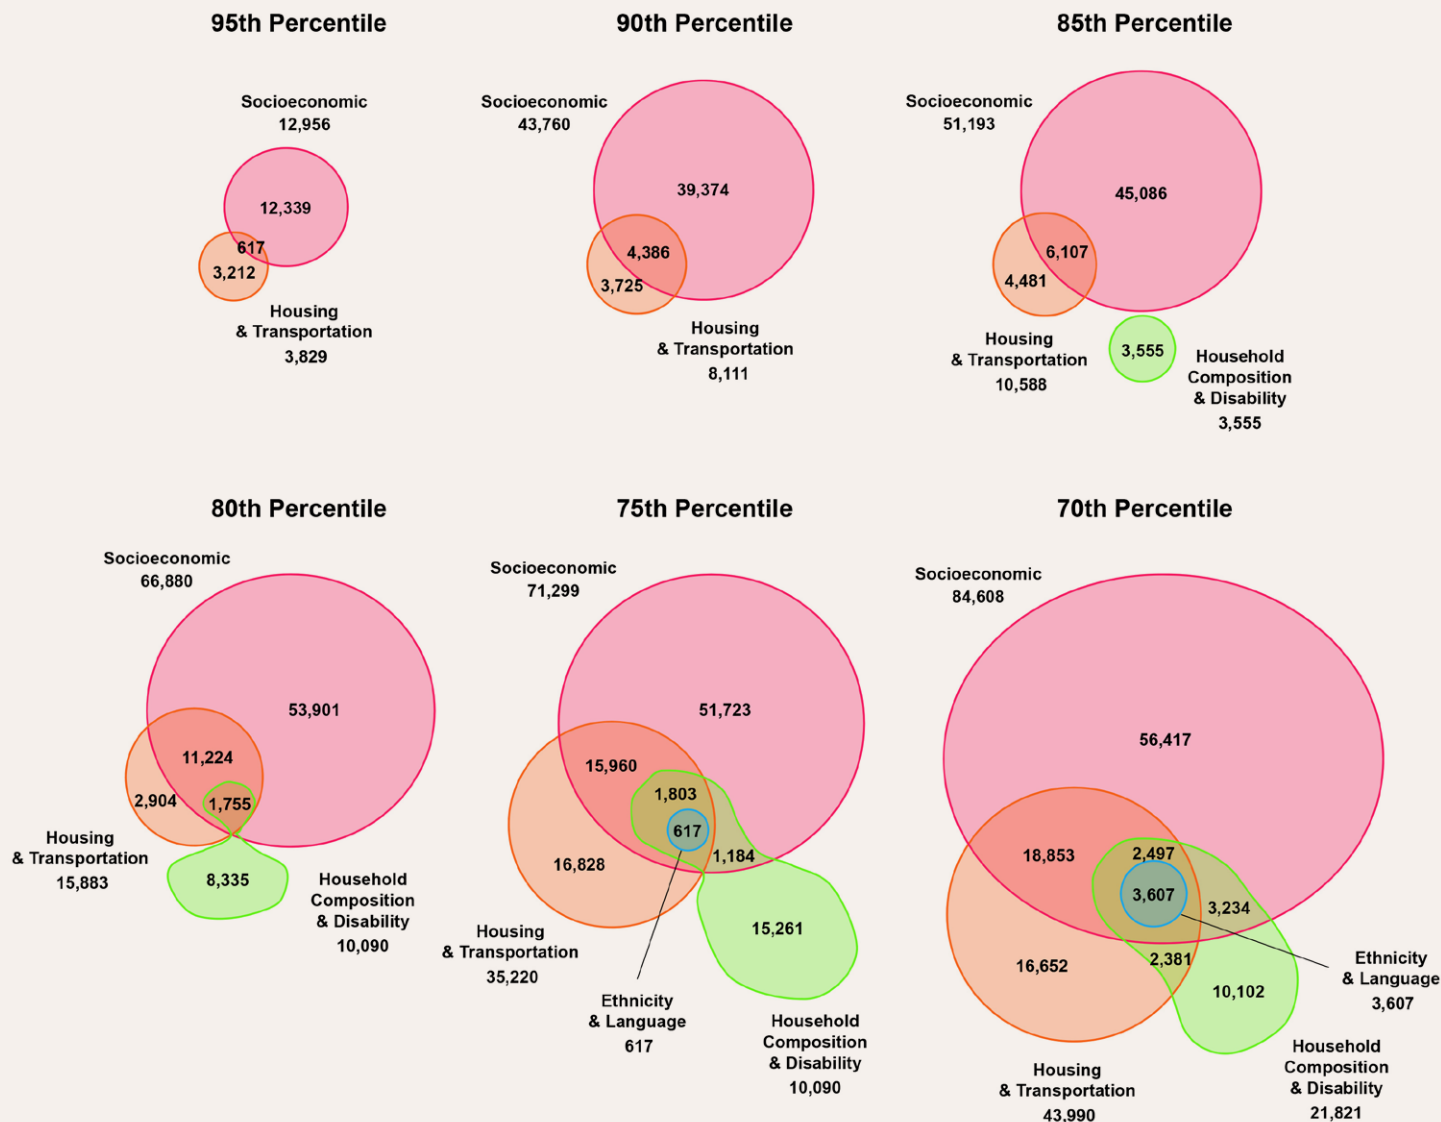 95th Percentile
Socioeconomic
12,956
12,339
617
3,212
Housing
& Transportation
3,829
90th Percentile
Socioeconomic
43,760
39,374
4,386
3,725
Housing
& Transportation
8,111
85th Percentile
Socioeconomic
51,193
45,086
6,107
4,481
Housing
& Transportation
10,588
3,555
Household
Composition
& Disability
3,555
80th Percentile
Socioeconomic
66,880
53,901
11,224
2,904
1,755
Housing
& Transportation
15,883
8,335
Household
Composition
& Disability
10,090
75th Percentile
Socioeconomic
71,299
51,723
15,960
1,803
617
1,184
16,828
15,261
Housing
& Transportation
35,220
Ethnicity
& Language
617
Household
Composition
& Disability
10,090
70th Percentile
Socioeconomic
84,608
56,417
18,853
2,497
3,607
3,234
16,652
2,381
10,102
Ethnicity
& Language
3,607
Housing
& Transportation
43,990
Household
Composition
& Disability
21,821